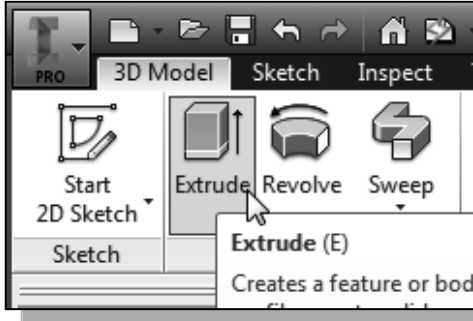 PRO
3D Model Sketch Inspect
Start
2D Sketch
Extrude Revolve Sweep
Sketch
Extrude (E)
Creates a feature or bod